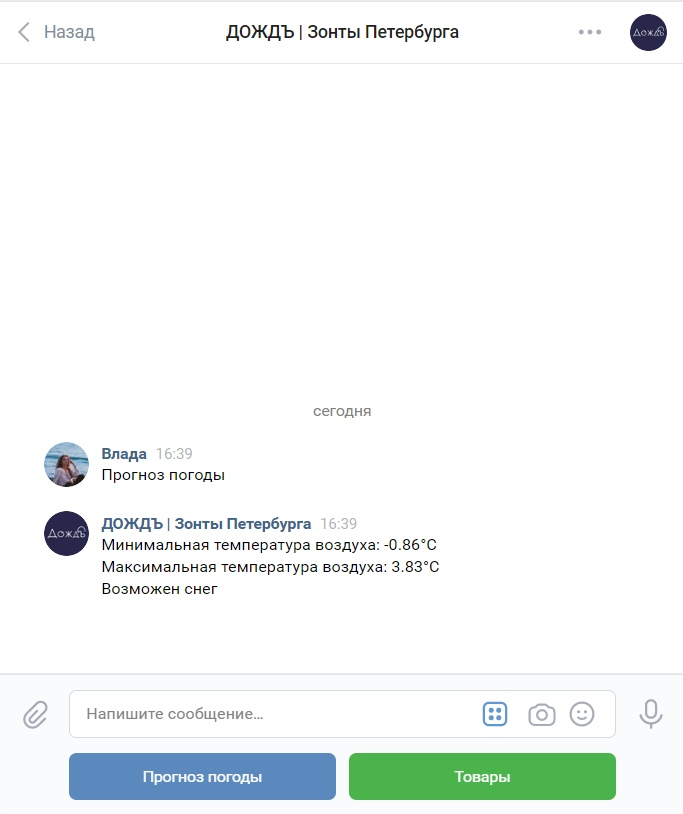 Назад
ДОЖДЪ | Зонты Петербурга
Дождъ
сегодня
Влада 16:39
Прогноз погоды
ДОЖДЪ | Зонты Петербурга 16:39
Дождъ
Минимальная температура воздуха: -0.86°C
Максимальная температура воздуха: 3.83°C
Возможен снег
Напишите сообщение...
Прогноз погоды
Товары